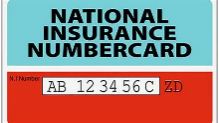 NATIONAL
INSURANCE
NUMBERCARD
N.I Number AB 12 34 56 C ZD